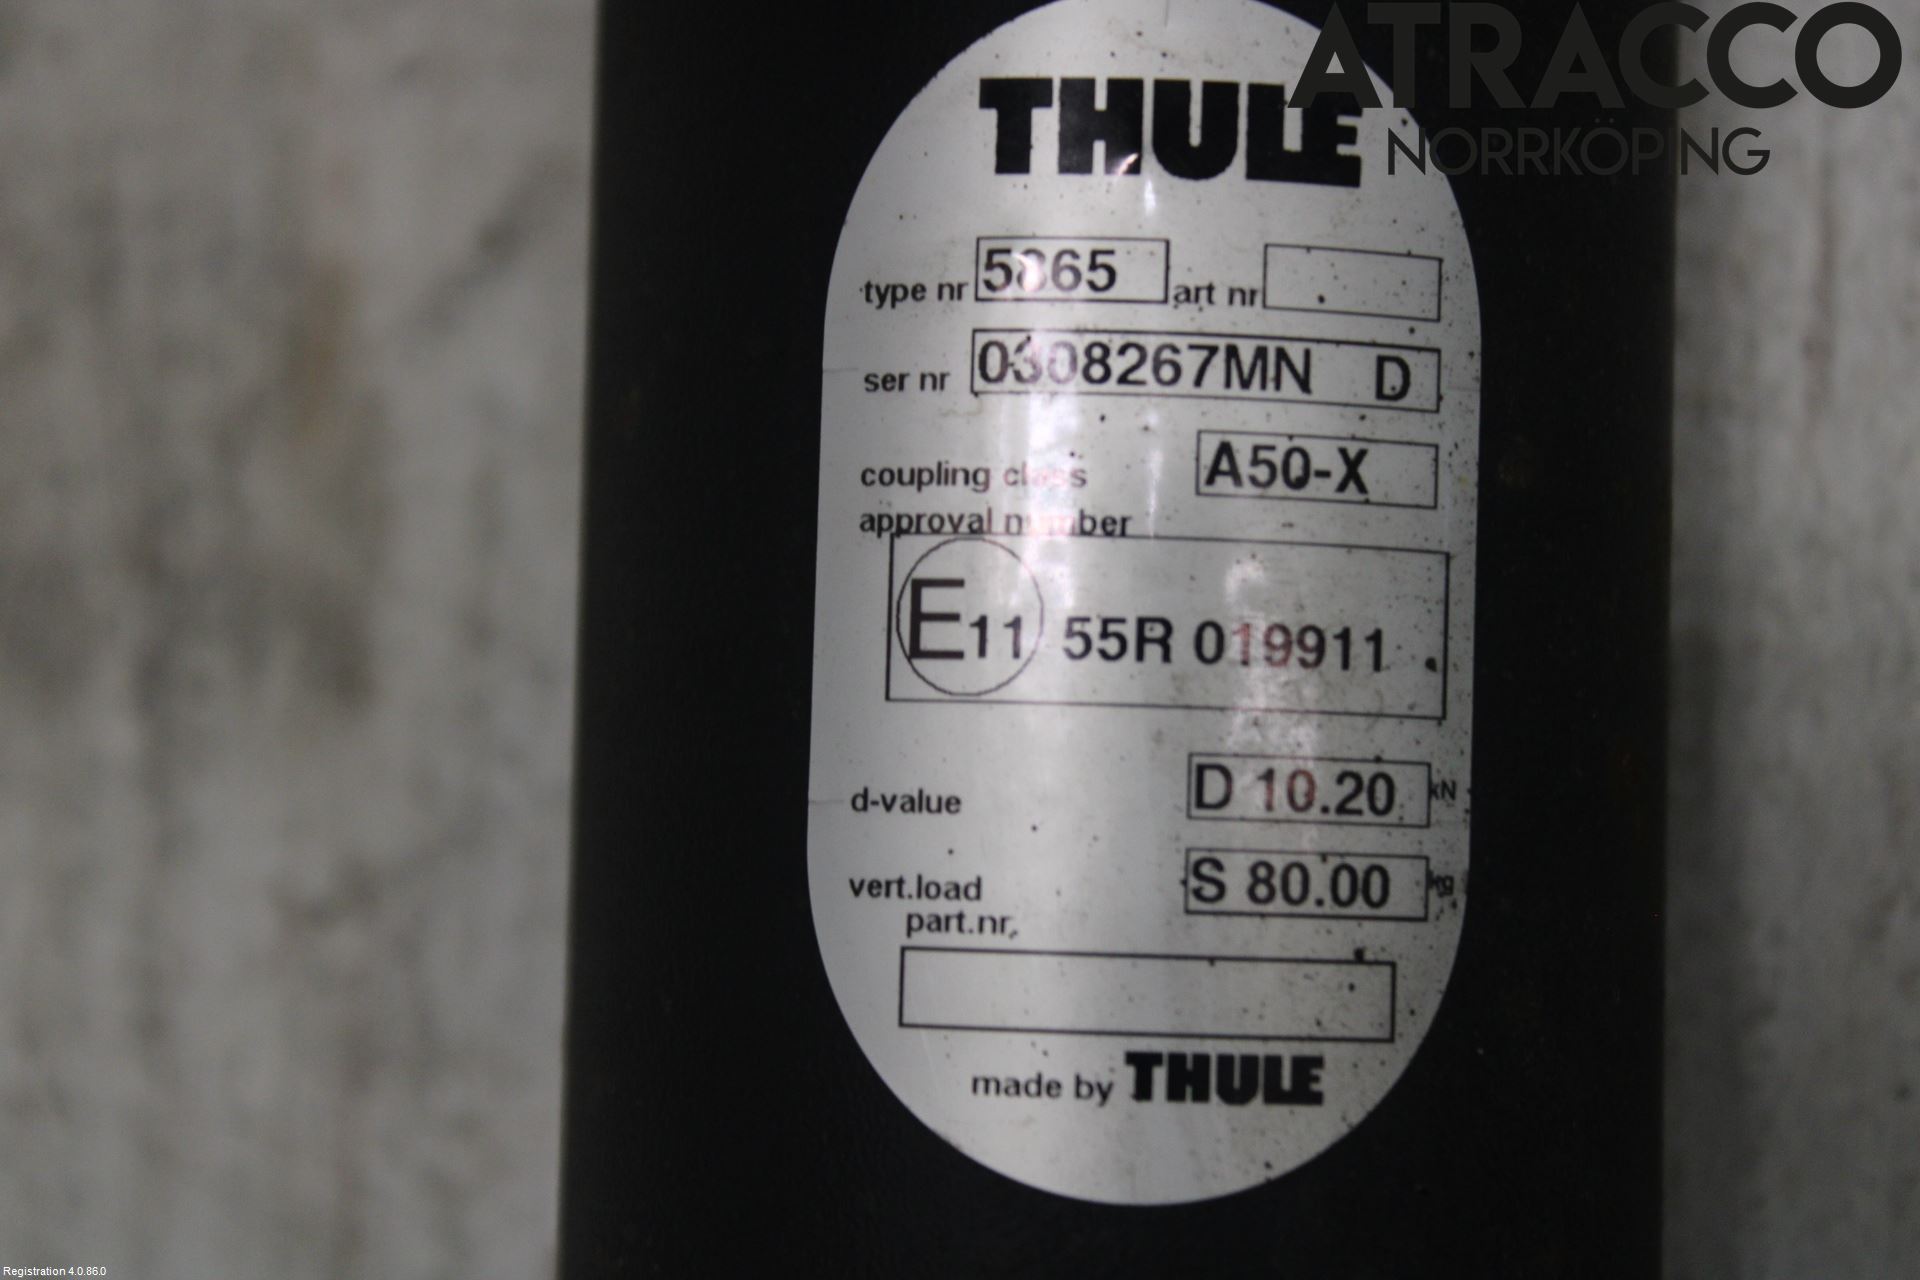 ATRACCO
NORRKÖPING
THULE
type nr 5865 art nr
ser nr 0308267MN D
coupling class A50-X
approval number
E11 55R 019911
d-value D 10.20 kN
vert.load S 80.00 kg
part.nr.
made by THULE
Registration 4.0.86.0